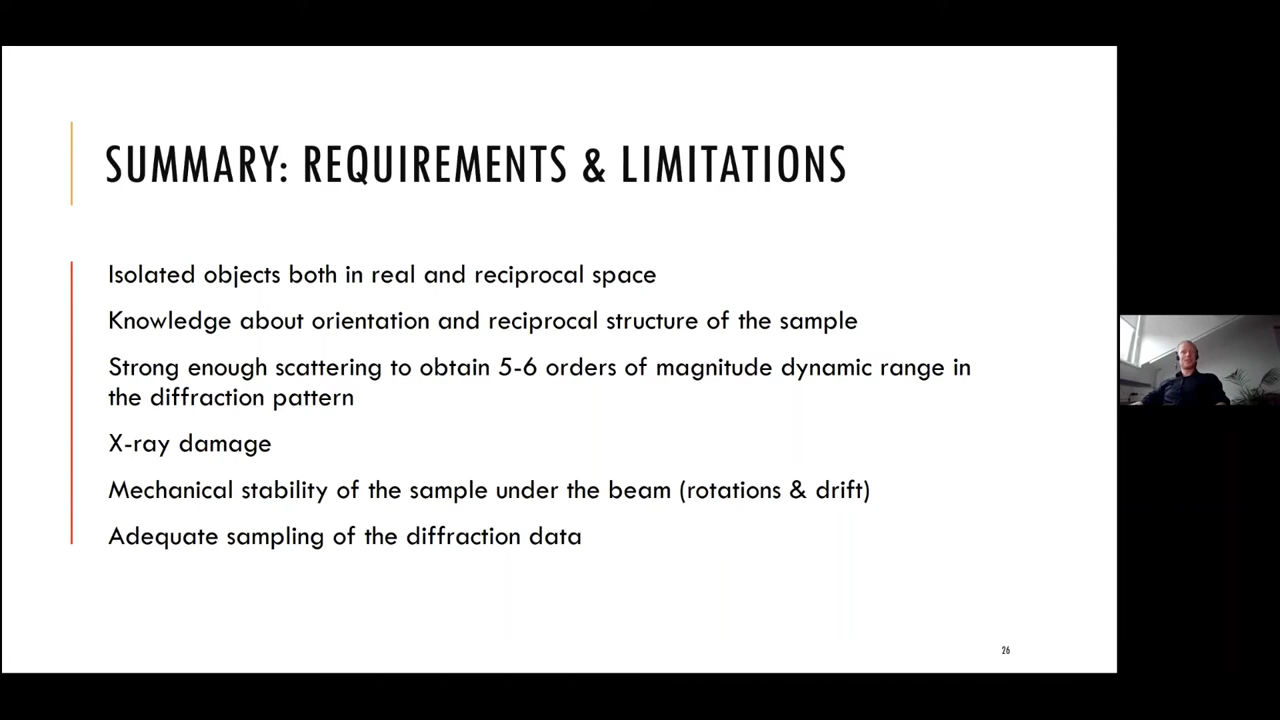 SUMMARY: REQUIREMENTS & LIMITATIONS
Isolated objects both in real and reciprocal space
Knowledge about orientation and reciprocal structure of the sample
Strong enough scattering to obtain 5-6 orders of magnitude dynamic range in
the diffraction pattern
X-ray damage
Mechanical stability of the sample under the beam (rotations & drift)
Adequate sampling of the diffraction data
26